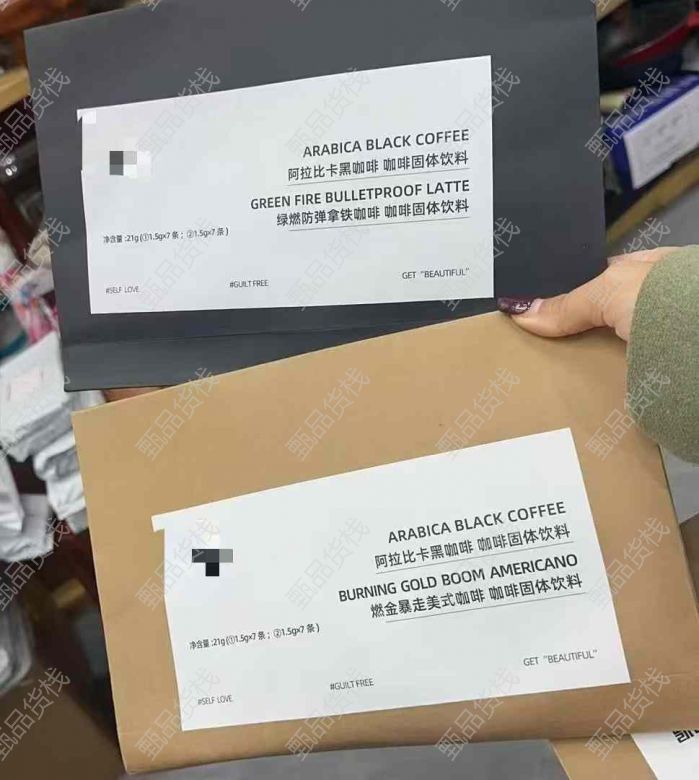 ARABICA BLACK COFFEE
阿拉比卡黑咖啡 咖啡固体饮料
GREEN FIRE BULLETPROOF LATTE
绿燃防弹拿铁咖啡 咖啡固体饮料
净含量:21g(①1.5g×7 条；②1.5g×7 条)
#SELF LOVE
#GUILT FREE
GET “BEAUTIFUL”
ARABICA BLACK COFFEE
阿拉比卡黑咖啡 咖啡固体饮料
BURNING GOLD BOOM AMERICANO
燃金暴走美式咖啡 咖啡固体饮料
净含量:21g(①1.5g×7 条；②1.5g×7 条)
#SELF LOVE
#GUILT FREE
GET “BEAUTIFUL”
甄品货栈